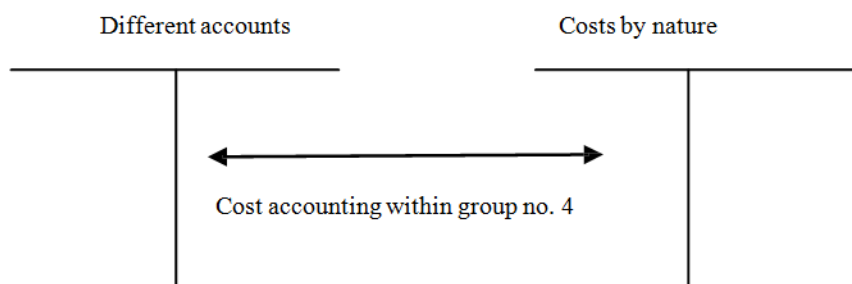 Different accounts
Costs by nature
Cost accounting within group no. 4